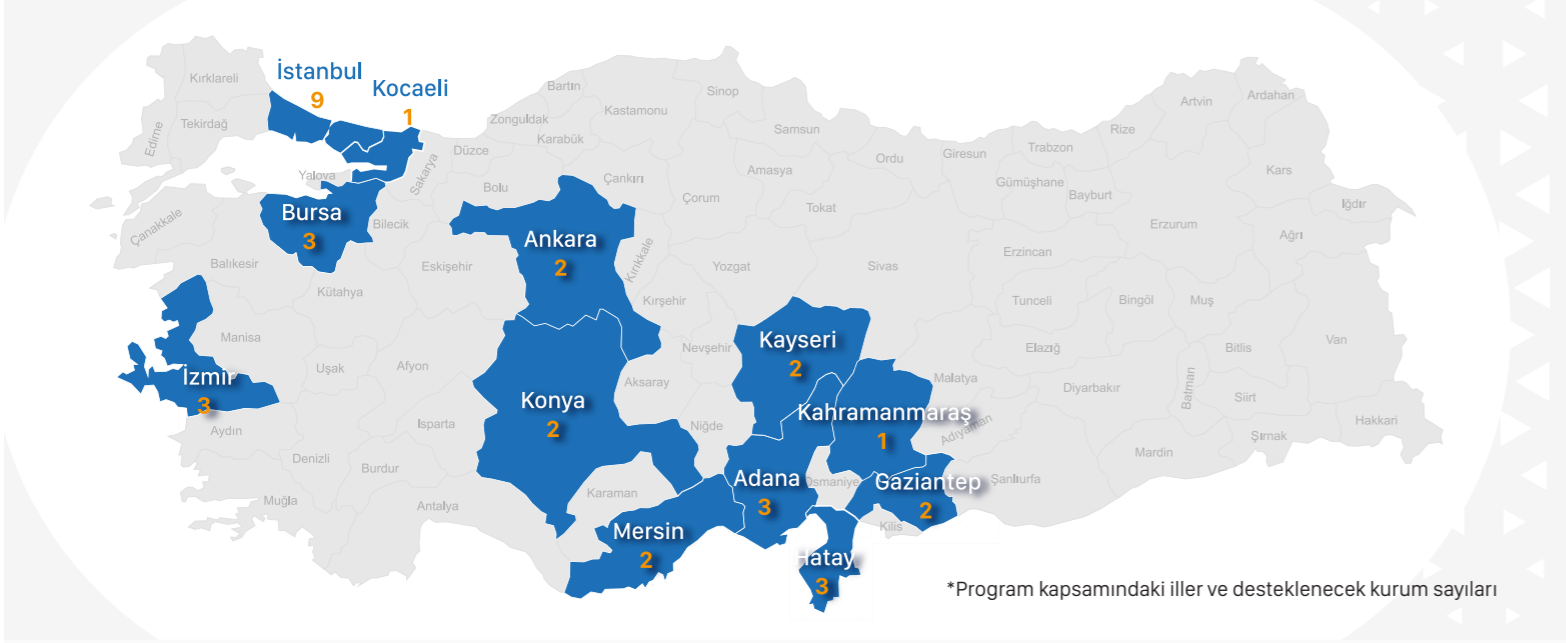 İstanbul
9
Kocaeli
1
Kırklareli
Tekirdağ
Edirne
Yalova
Sakarya
Düzce
Zonguldak
Bartın
Karabük
Kastamonu
Sinop
Samsun
Ordu
Giresun
Trabzon
Rize
Artvin
Ardahan
Kars
Iğdır
Ağrı
Erzurum
Bayburt
Gümüşhane
Erzincan
Sivas
Tokat
Amasya
Çorum
Çankırı
Bolu
Bilecik
Bursa
3
Çanakkale
Balıkesir
Kütahya
Eskişehir
Ankara
2
Kırıkkale
Yozgat
Kırşehir
Nevşehir
Kayseri
2
Tunceli
Bingöl
Muş
Elazığ
Bitlis
Van
Manisa
İzmir
3
Uşak
Afyon
Konya
2
Aksaray
Niğde
Kahramanmaraş
1
Malatya
Adıyaman
Diyarbakır
Batman
Siirt
Şırnak
Hakkari
Mardin
Şanlıurfa
Aydın
Denizli
Isparta
Burdur
Muğla
Antalya
Karaman
Mersin
2
Adana
3
Osmaniye
Gaziantep
2
Kilis
Hatay
3
*Program kapsamındaki iller ve desteklenecek kurum sayıları